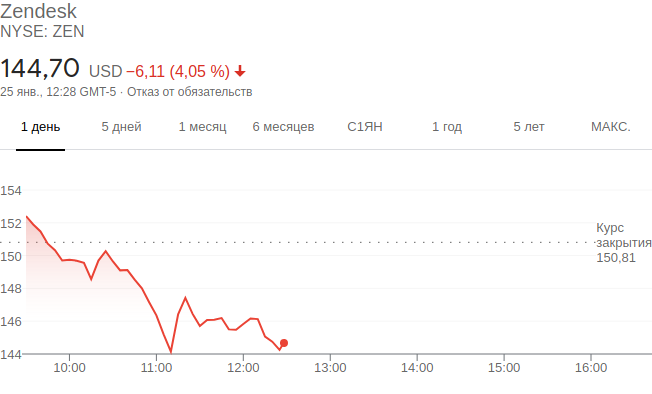 Zendesk
NYSE: ZEN
144,70 USD −6,11 (4,05 %)
25 янв., 12:28 GMT-5 · Отказ от обязательств
1 день 5 дней 1 месяц 6 месяцев С1ЯН 1 год 5 лет МАКС.
154
152
Курс
закрытия
150,81
150
148
146
144
10:00 11:00 12:00 13:00 14:00 15:00 16:00